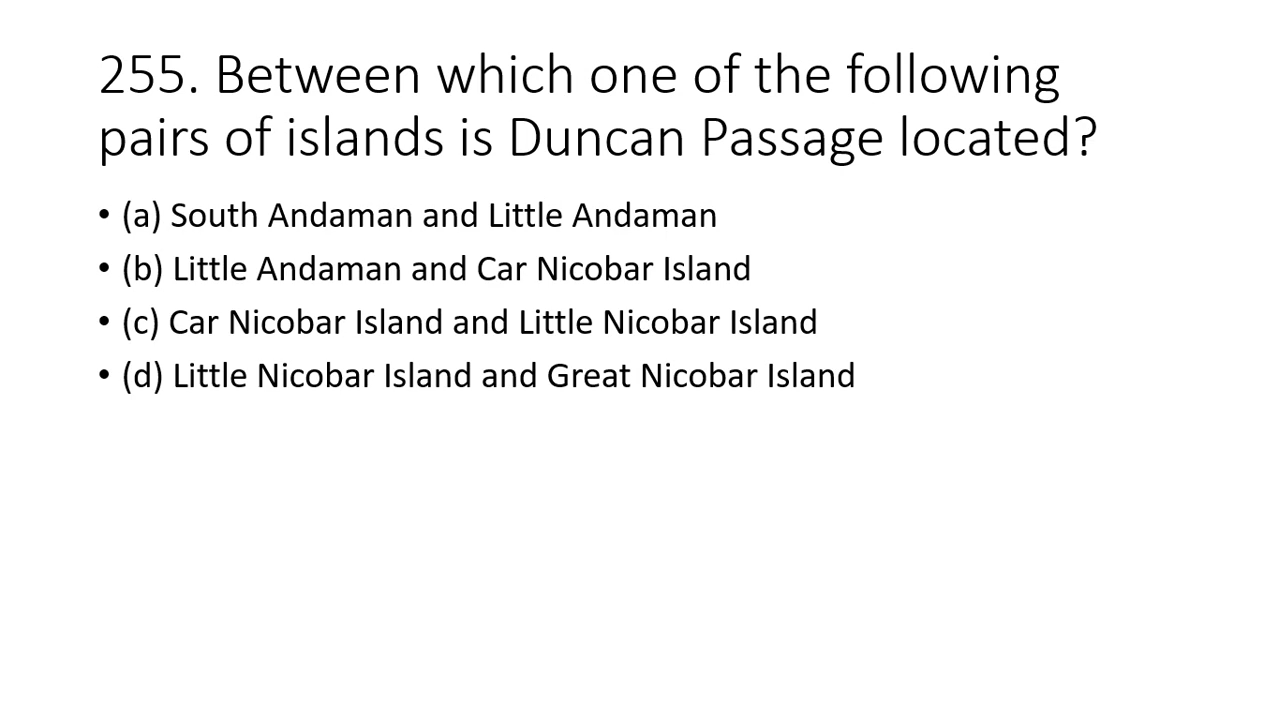 255. Between which one of the following
pairs of islands is Duncan Passage located?
• (a) South Andaman and Little Andaman
• (b) Little Andaman and Car Nicobar Island
• (c) Car Nicobar Island and Little Nicobar Island
• (d) Little Nicobar Island and Great Nicobar Island